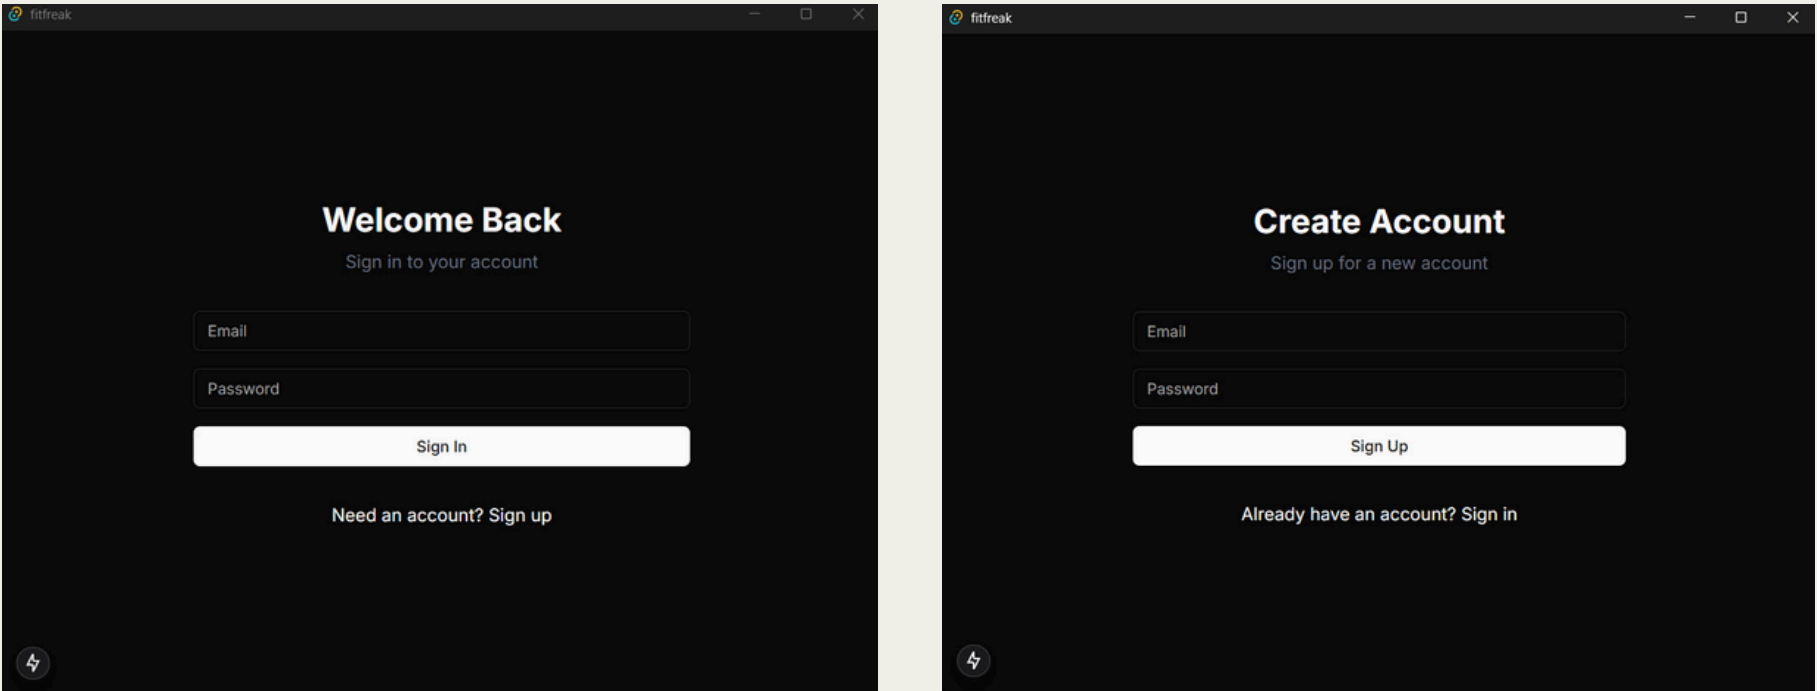 fitfreak
Welcome Back
Sign in to your account
Email
Password
Sign In
Need an account? Sign up
fitfreak
Create Account
Sign up for a new account
Email
Password
Sign Up
Already have an account? Sign in